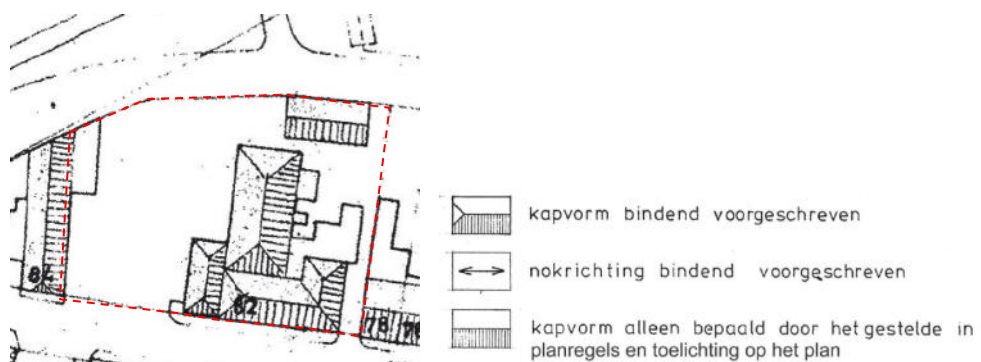 84
82
78
kapvorm bindend voorgeschreven
nokrichting bindend voorgeschreven
kapvorm alleen bepaald door het gestelde in
planregels en toelichting op het plan